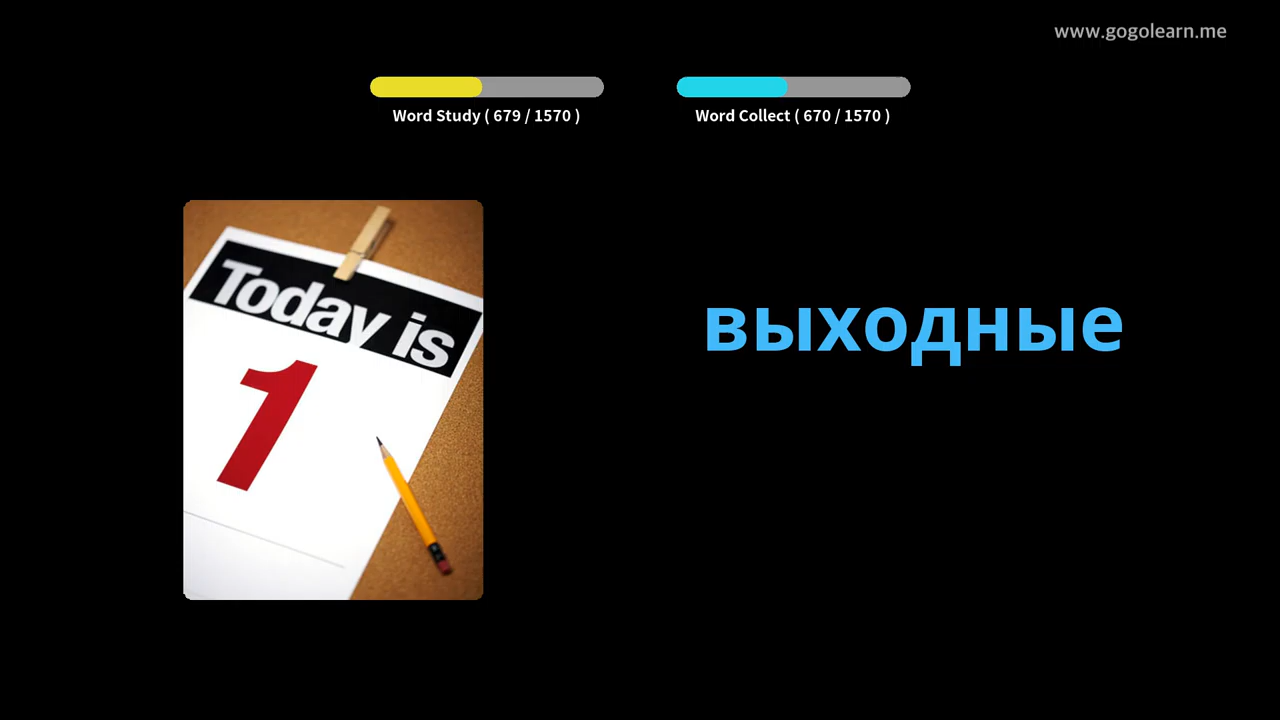 www.gogolearn.me
Word Study ( 679 / 1570 )
Word Collect ( 670 / 1570 )
Today is
1
выходные